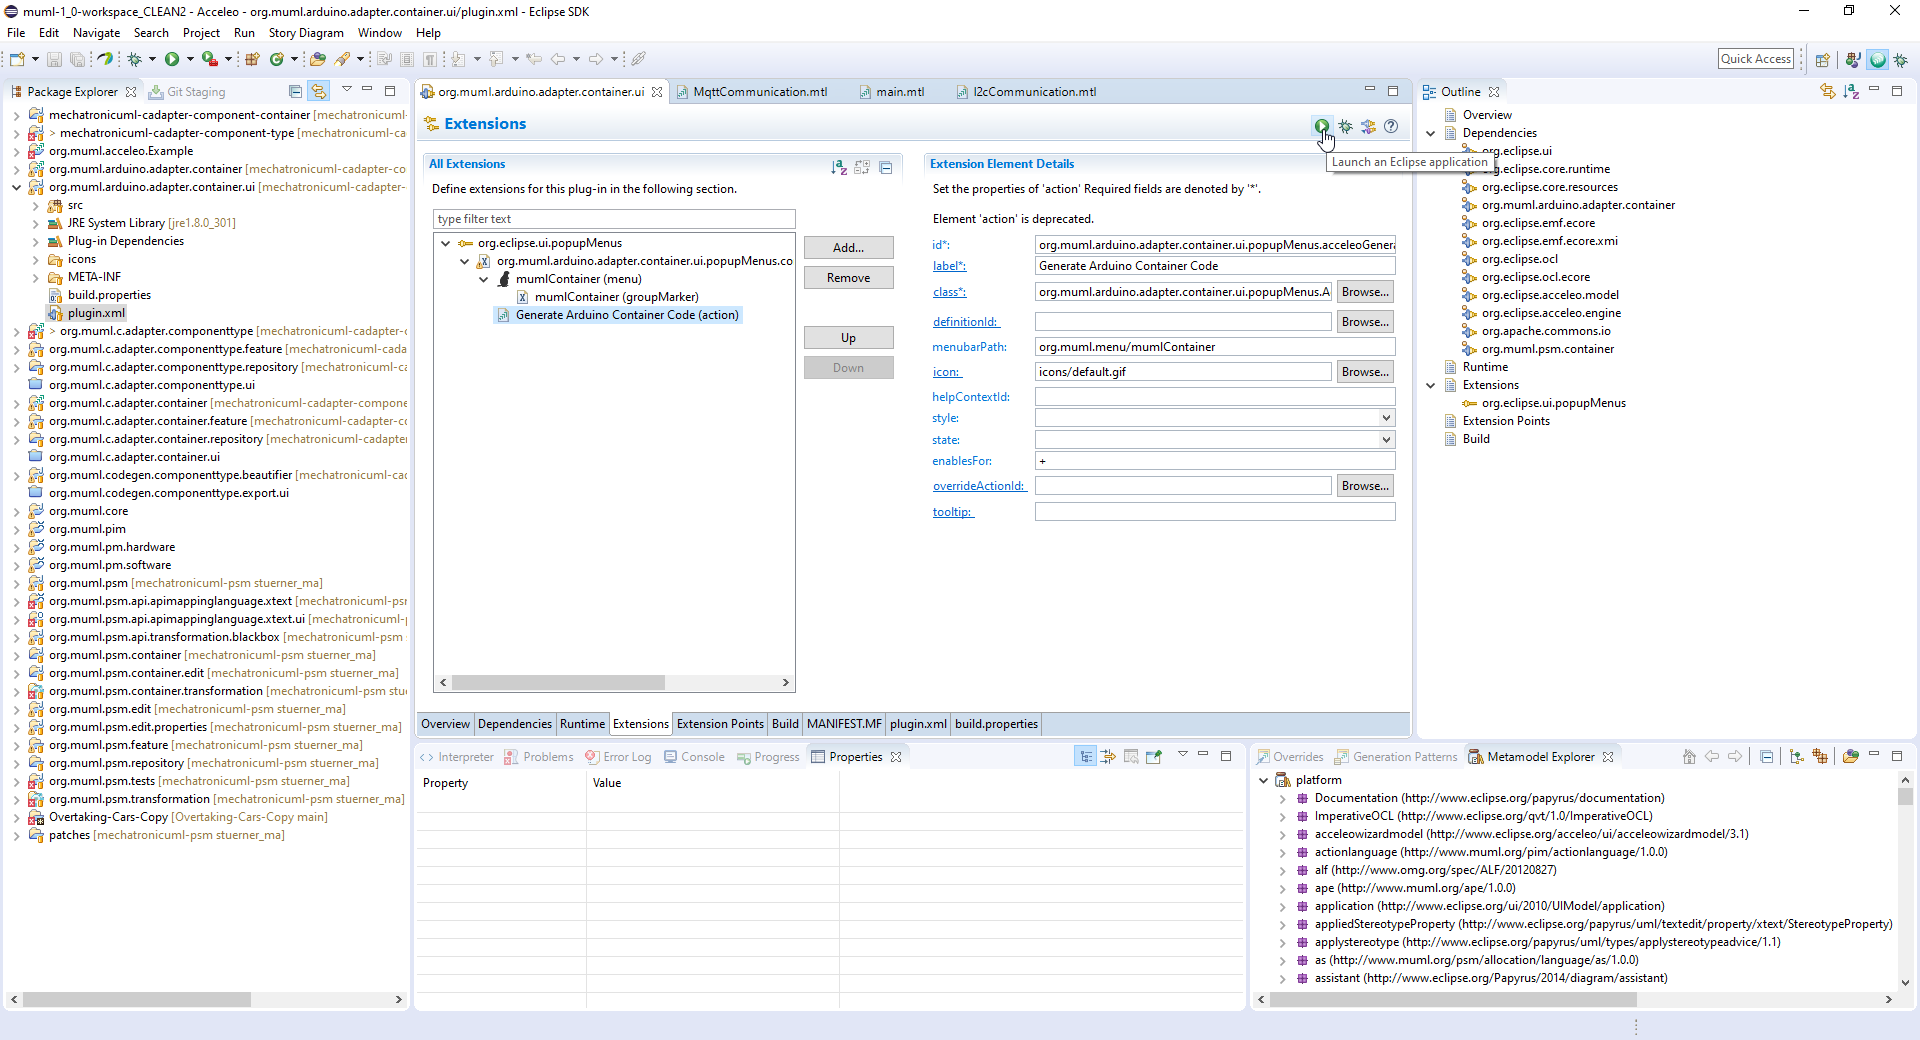 muml-1_0-workspace_CLEAN2 - Acceleo - org.muml.arduino.adapter.container.ui/plugin.xml - Eclipse SDK
File Edit Navigate Search Project Run Story Diagram Window Help
Quick Access
Package Explorer
Git Staging
mechatronicuml-cadapter-component-container [mechatronicuml
> mechatronicuml-cadapter-component-type [mechatronicuml-ca
org.muml.acceleo.Example
org.muml.arduino.adapter.container [mechatronicuml-cadapter-co
org.muml.arduino.adapter.container.ui [mechatronicuml-cadapter-
src
JRE System Library [jre1.8.0_301]
Plug-in Dependencies
icons
META-INF
build.properties
plugin.xml
> org.muml.c.adapter.componenttype [mechatronicuml-cadapter-c
org.muml.c.adapter.componenttype.feature [mechatronicuml-cada
org.muml.c.adapter.componenttype.repository [mechatronicuml-ca
org.muml.c.adapter.componenttype.ui
org.muml.c.adapter.container [mechatronicuml-cadapter-compone
org.muml.c.adapter.container.feature [mechatronicuml-cadapter-cc
org.muml.c.adapter.container.repository [mechatronicuml-cadapter
org.muml.c.adapter.container.ui
org.muml.codegen.componenttype.beautifier [mechatronicuml-cad
org.muml.codegen.componenttype.export.ui
org.muml.core
org.muml.pim
org.muml.pm.hardware
org.muml.pm.software
org.muml.psm [mechatronicuml-psm stuerner_ma]
org.muml.psm.api.apimappinglanguage.xtext [mechatronicuml-psm
org.muml.psm.api.apimappinglanguage.xtext.ui [mechatronicuml-p
org.muml.psm.api.transformation.blackbox [mechatronicuml-psm
org.muml.psm.container [mechatronicuml-psm stuerner_ma]
org.muml.psm.container.edit [mechatronicuml-psm stuerner_ma]
org.muml.psm.container.transformation [mechatronicuml-psm stue
org.muml.psm.edit [mechatronicuml-psm stuerner_ma]
org.muml.psm.edit.properties [mechatronicuml-psm stuerner_ma]
org.muml.psm.feature [mechatronicuml-psm stuerner_ma]
org.muml.psm.repository [mechatronicuml-psm stuerner_ma]
org.muml.psm.tests [mechatronicuml-psm stuerner_ma]
org.muml.psm.transformation [mechatronicuml-psm stuerner_ma]
Overtaking-Cars-Copy [Overtaking-Cars-Copy main]
patches [mechatronicuml-psm stuerner_ma]
org.muml.arduino.adapter.container.ui
MqttCommunication.mtl
main.mtl
I2cCommunication.mtl
Extensions
Launch an Eclipse application
All Extensions
Define extensions for this plug-in in the following section.
type filter text
org.eclipse.ui.popupMenus
org.muml.arduino.adapter.container.ui.popupMenus.co
mumlContainer (menu)
mumlContainer (groupMarker)
Generate Arduino Container Code (action)
Add...
Remove
Up
Down
Extension Element Details
Set the properties of 'action' Required fields are denoted by '*'.
Element 'action' is deprecated.
id*: org.muml.arduino.adapter.container.ui.popupMenus.acceleoGenera
label*: Generate Arduino Container Code
class*: org.muml.arduino.adapter.container.ui.popupMenus.A Browse...
definitionId: Browse...
menubarPath: org.muml.menu/mumlContainer
icon: icons/default.gif Browse...
helpContextId:
style:
state:
enablesFor: +
overrideActionId: Browse...
tooltip:
Overview Dependencies Runtime Extensions Extension Points Build MANIFEST.MF plugin.xml build.properties
Interpreter Problems Error Log Console Progress Properties
Property Value
Outline
Overview
Dependencies
org.eclipse.ui
org.eclipse.core.runtime
org.eclipse.core.resources
org.muml.arduino.adapter.container
org.eclipse.emf.ecore
org.eclipse.emf.ecore.xmi
org.eclipse.ocl
org.eclipse.ocl.ecore
org.eclipse.acceleo.model
org.eclipse.acceleo.engine
org.apache.commons.io
org.muml.psm.container
Runtime
Extensions
org.eclipse.ui.popupMenus
Extension Points
Build
Overrides Generation Patterns Metamodel Explorer
platform
Documentation (http://www.eclipse.org/papyrus/documentation)
ImperativeOCL (http://www.eclipse.org/qvt/1.0/ImperativeOCL)
acceleowizardmodel (http://www.eclipse.org/acceleo/ui/acceleowizardmodel/3.1)
actionlanguage (http://www.muml.org/pim/actionlanguage/1.0.0)
alf (http://www.omg.org/spec/ALF/20120827)
ape (http://www.muml.org/ape/1.0.0)
application (http://www.eclipse.org/ui/2010/UIModel/application)
appliedStereotypeProperty (http://www.eclipse.org/papyrus/uml/textedit/property/xtext/StereotypeProperty)
applystereotype (http://www.eclipse.org/papyrus/uml/types/applystereotypeadvice/1.1)
as (http://www.muml.org/psm/allocation/language/as/1.0.0)
assistant (http://www.eclipse.org/Papyrus/2014/diagram/assistant)